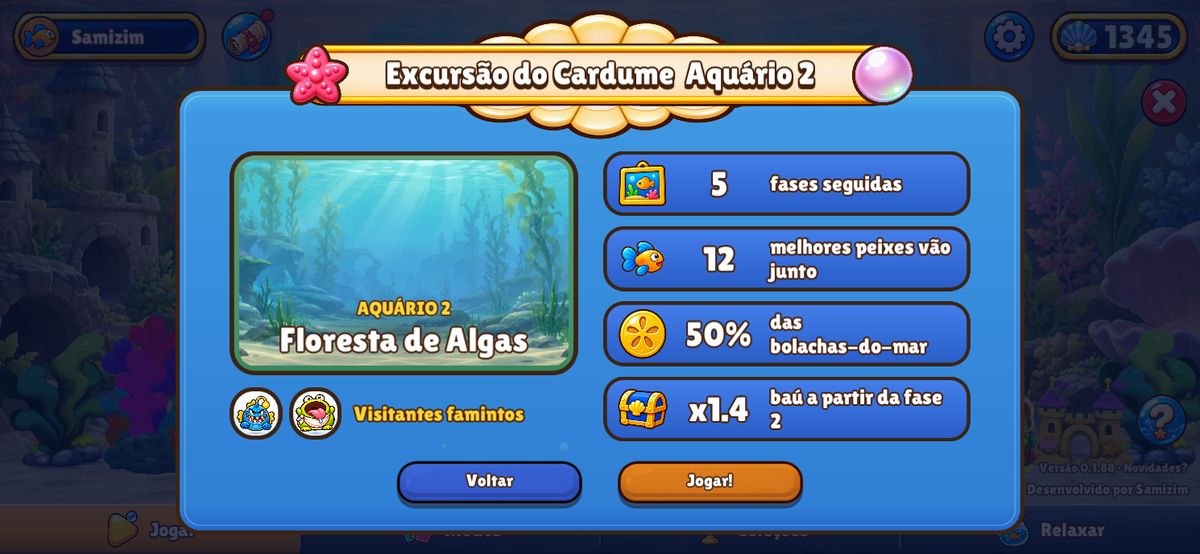 Samizim
1345
Excursão do Cardume Aquário 2
AQUÁRIO 2
Floresta de Algas
Visitantes famintos
5
fases seguidas
12
melhores peixes vão
junto
50%
das
bolachas-do-mar
x1.4
baú a partir da fase
2
Voltar
Jogar!
Versão 0.1.88 - Novidades?
Desenvolvido por Samizim
Jogar
Relaxar